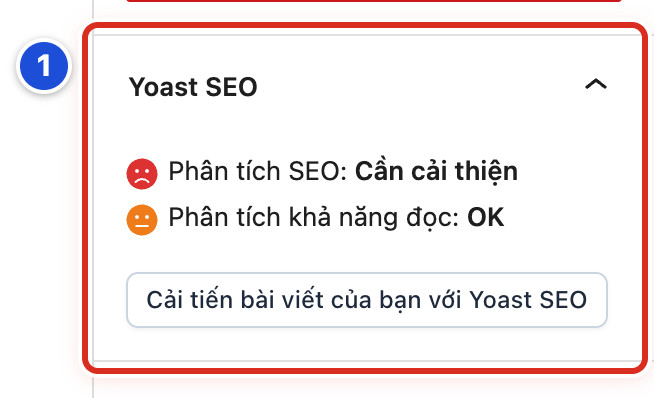 1
Yoast SEO
Phân tích SEO: Cần cải thiện
Phân tích khả năng đọc: OK
Cải tiến bài viết của bạn với Yoast SEO